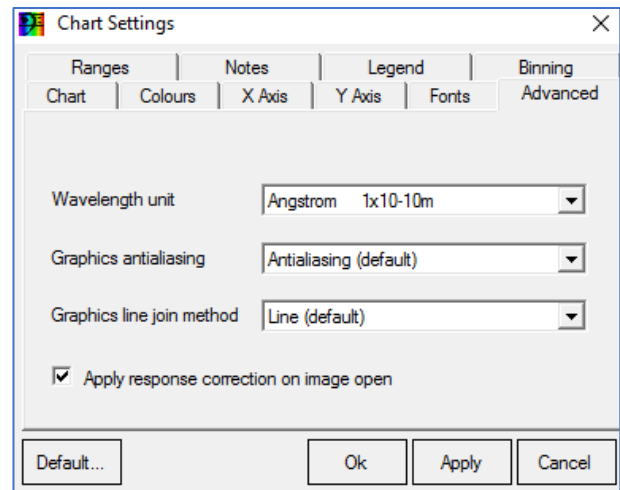 Chart Settings
Ranges Notes Legend Binning
Chart Colours X Axis Y Axis Fonts Advanced
Wavelength unit Angstrom 1x10-10m
Graphics antialiasing Antialiasing (default)
Graphics line join method Line (default)
Apply response correction on image open
Default... Ok Apply Cancel